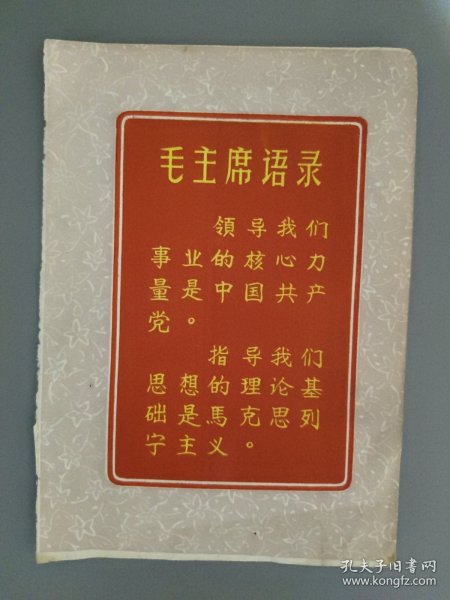 毛主席语录
領导我们
事业的核心力
量是中国共产
党。
指导我们
思想的理论基
础是馬克思列
宁主义。
孔夫子旧书网
www.kongfz.com